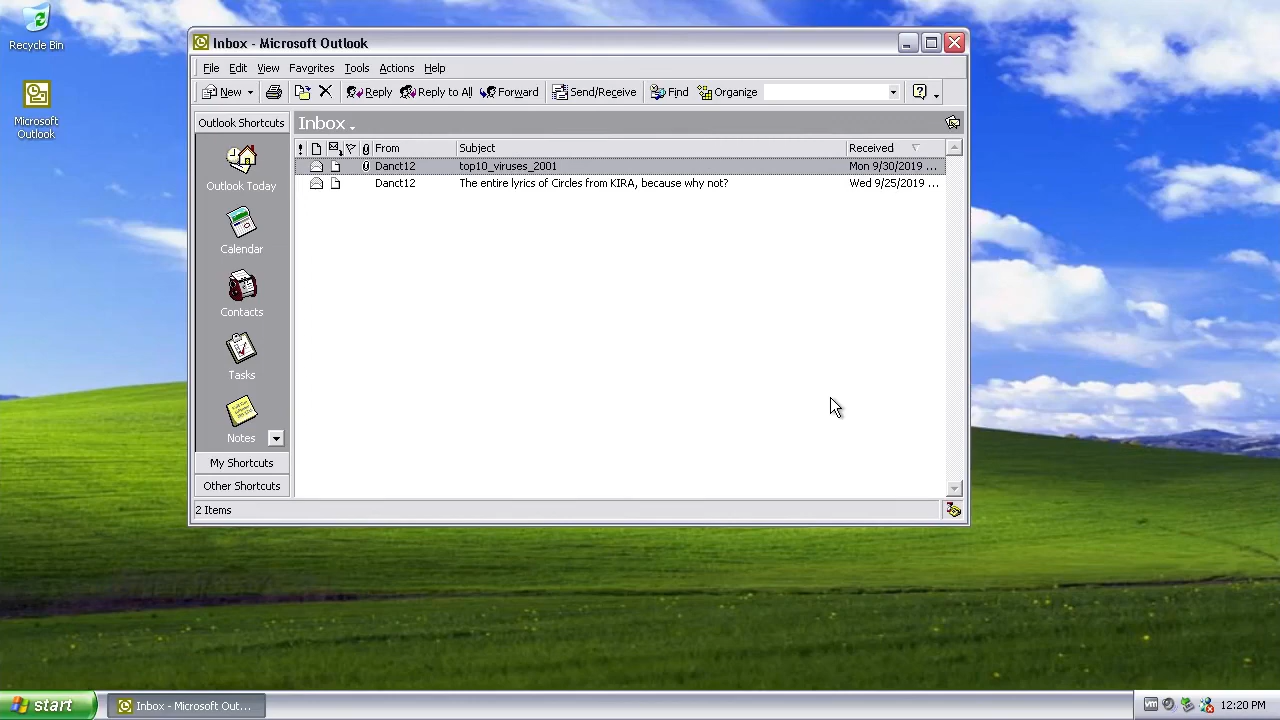 Recycle Bin
Microsoft Outlook
Inbox - Microsoft Outlook
File Edit View Favorites Tools Actions Help
New Reply Reply to All Forward Send/Receive Find Organize
Outlook Shortcuts
Inbox
! From Subject Received
Danct12 top10_viruses_2001 Mon 9/30/2019 ...
Danct12 The entire lyrics of Circles from KIRA, because why not? Wed 9/25/2019 ...
Outlook Today
Calendar
Contacts
Tasks
Notes
My Shortcuts
Other Shortcuts
2 Items
start
Inbox - Microsoft Out...
vm
12:20 PM